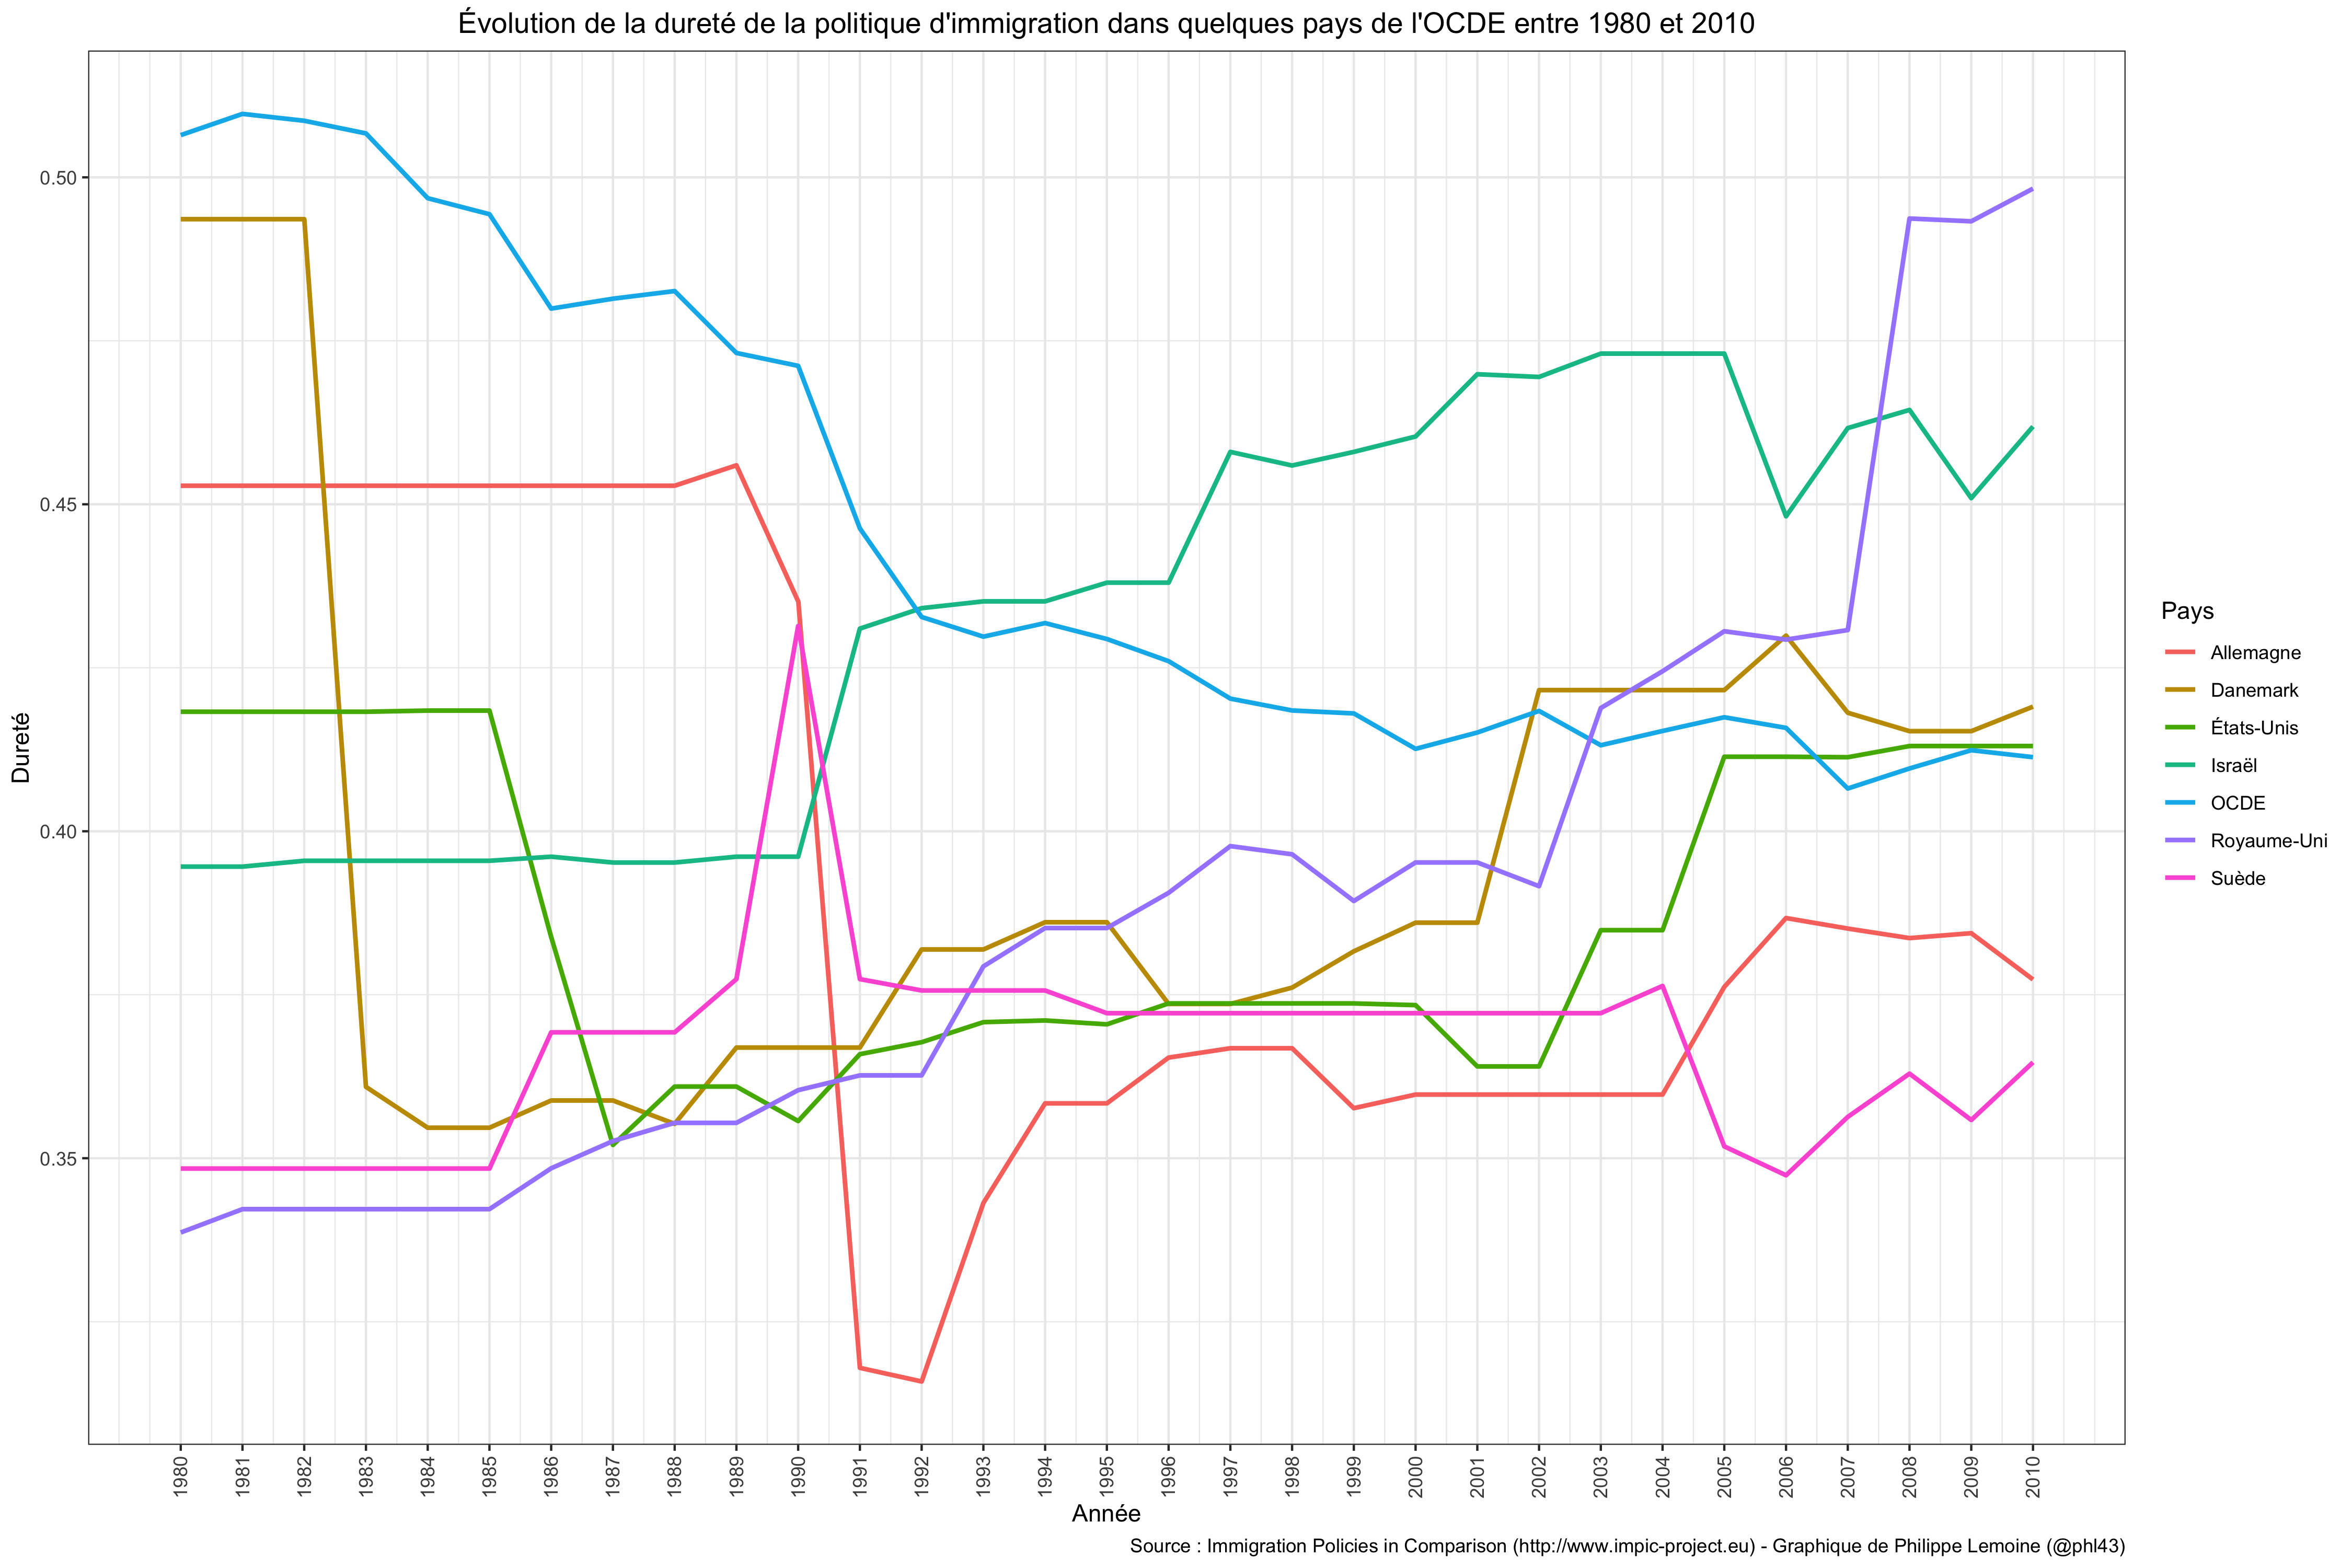 Évolution de la dureté de la politique d'immigration dans quelques pays de l'OCDE entre 1980 et 2010
Dureté
0.50
0.45
0.40
0.35
1980
1981
1982
1983
1984
1985
1986
1987
1988
1989
1990
1991
1992
1993
1994
1995
1996
1997
1998
1999
2000
2001
2002
2003
2004
2005
2006
2007
2008
2009
2010
Année
Pays
Allemagne
Danemark
États-Unis
Israël
OCDE
Royaume-Uni
Suède
Source : Immigration Policies in Comparison (http://www.impic-project.eu) - Graphique de Philippe Lemoine (@phl43)